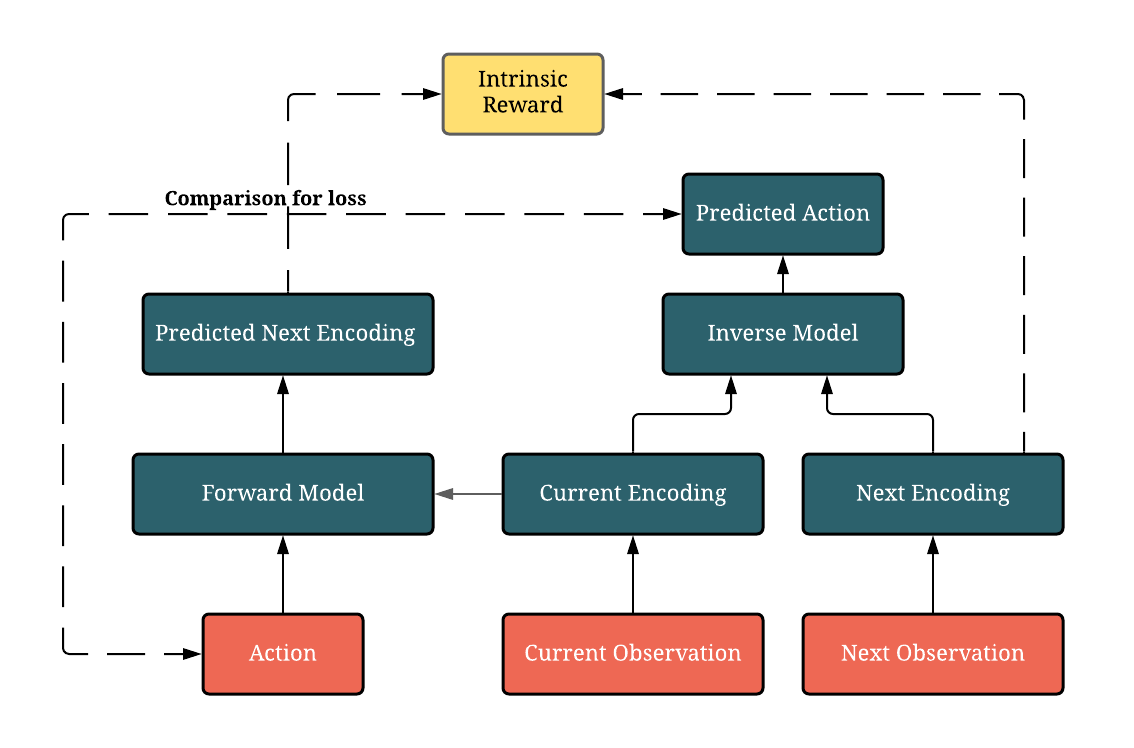 Intrinsic
Reward
Comparison for loss
Predicted Action
Predicted Next Encoding
Inverse Model
Forward Model
Current Encoding
Next Encoding
Action
Current Observation
Next Observation